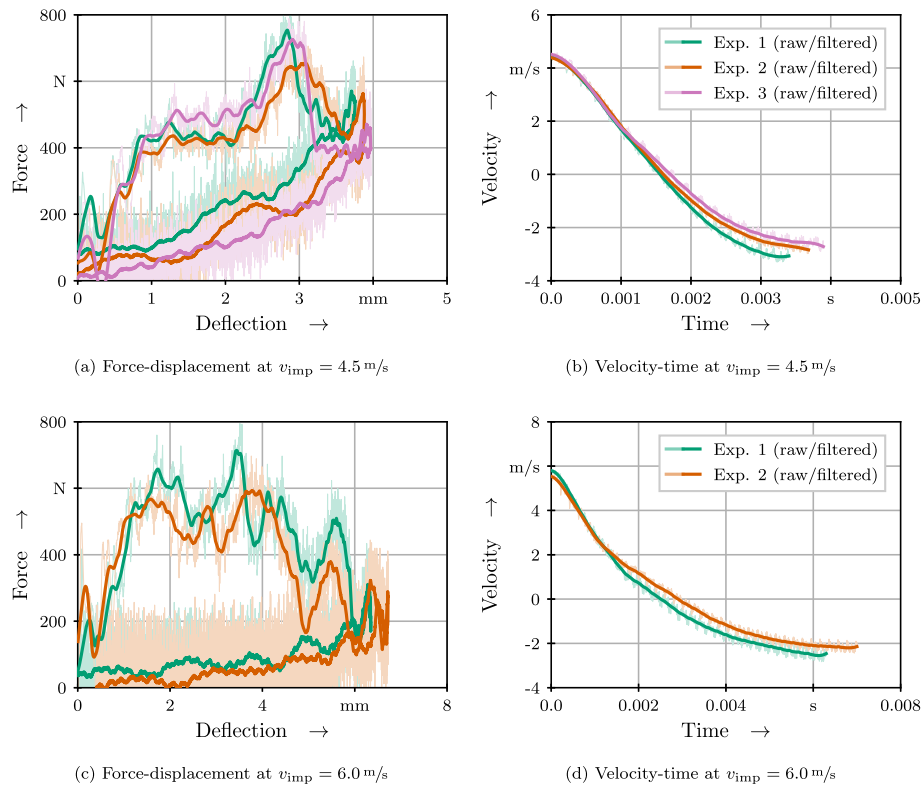 800
N
400
200
0
Force →
0
1
2
3
mm
5
Deflection →
(a) Force-displacement at v_imp = 4.5 m/s
6
m/s
2
0
-2
-4
Velocity →
Exp. 1 (raw/filtered)
Exp. 2 (raw/filtered)
Exp. 3 (raw/filtered)
0.0
0.001
0.002
0.003
s
0.005
Time →
(b) Velocity-time at v_imp = 4.5 m/s
800
N
400
200
0
Force →
0
2
4
mm
8
Deflection →
(c) Force-displacement at v_imp = 6.0 m/s
8
m/s
4
2
0
-2
-4
Velocity →
Exp. 1 (raw/filtered)
Exp. 2 (raw/filtered)
0.0
0.002
0.004
s
0.008
Time →
(d) Velocity-time at v_imp = 6.0 m/s